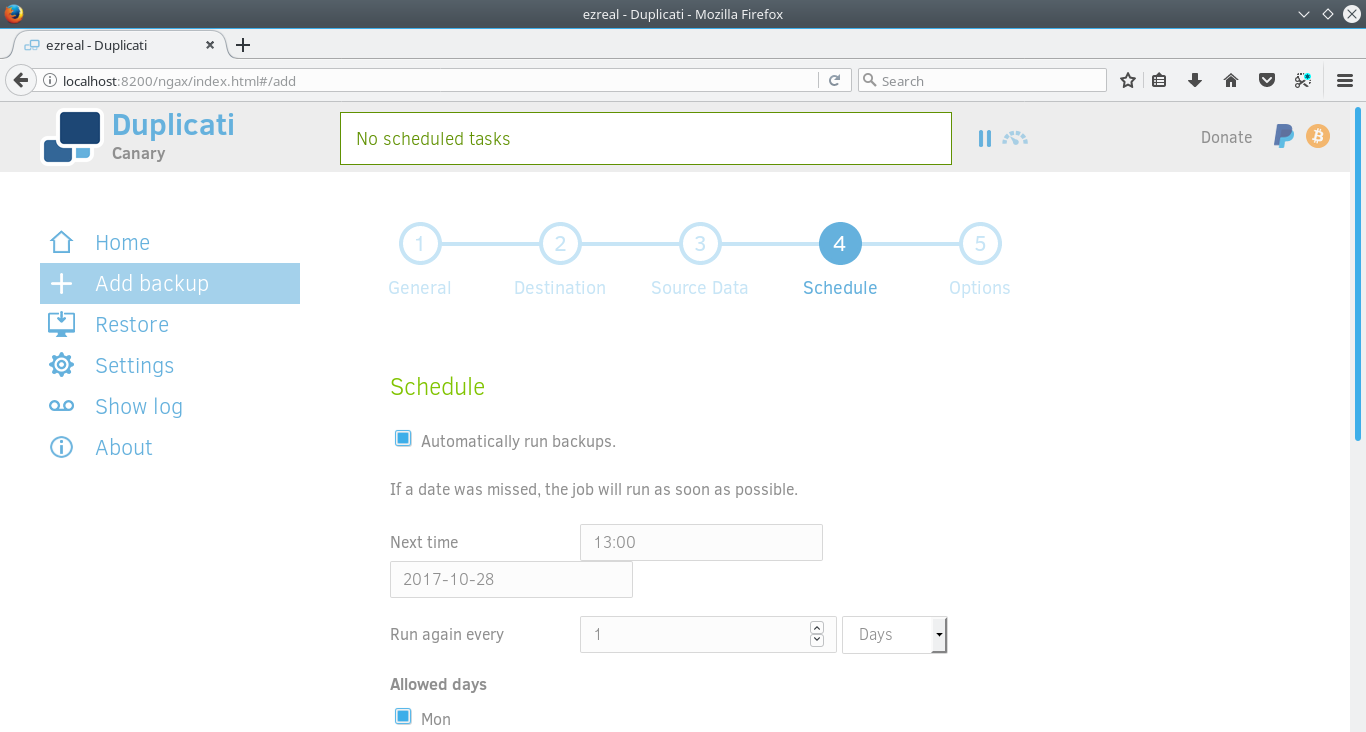 ezreal - Duplicati - Mozilla Firefox
ezreal - Duplicati
localhost:8200/ngax/index.html#/add
Search
Duplicati
Canary
No scheduled tasks
Donate
Home
Add backup
Restore
Settings
Show log
About
1 2 3 4 5
General Destination Source Data Schedule Options
Schedule
Automatically run backups.
If a date was missed, the job will run as soon as possible.
Next time 13:00
2017-10-28
Run again every 1 Days
Allowed days
Mon